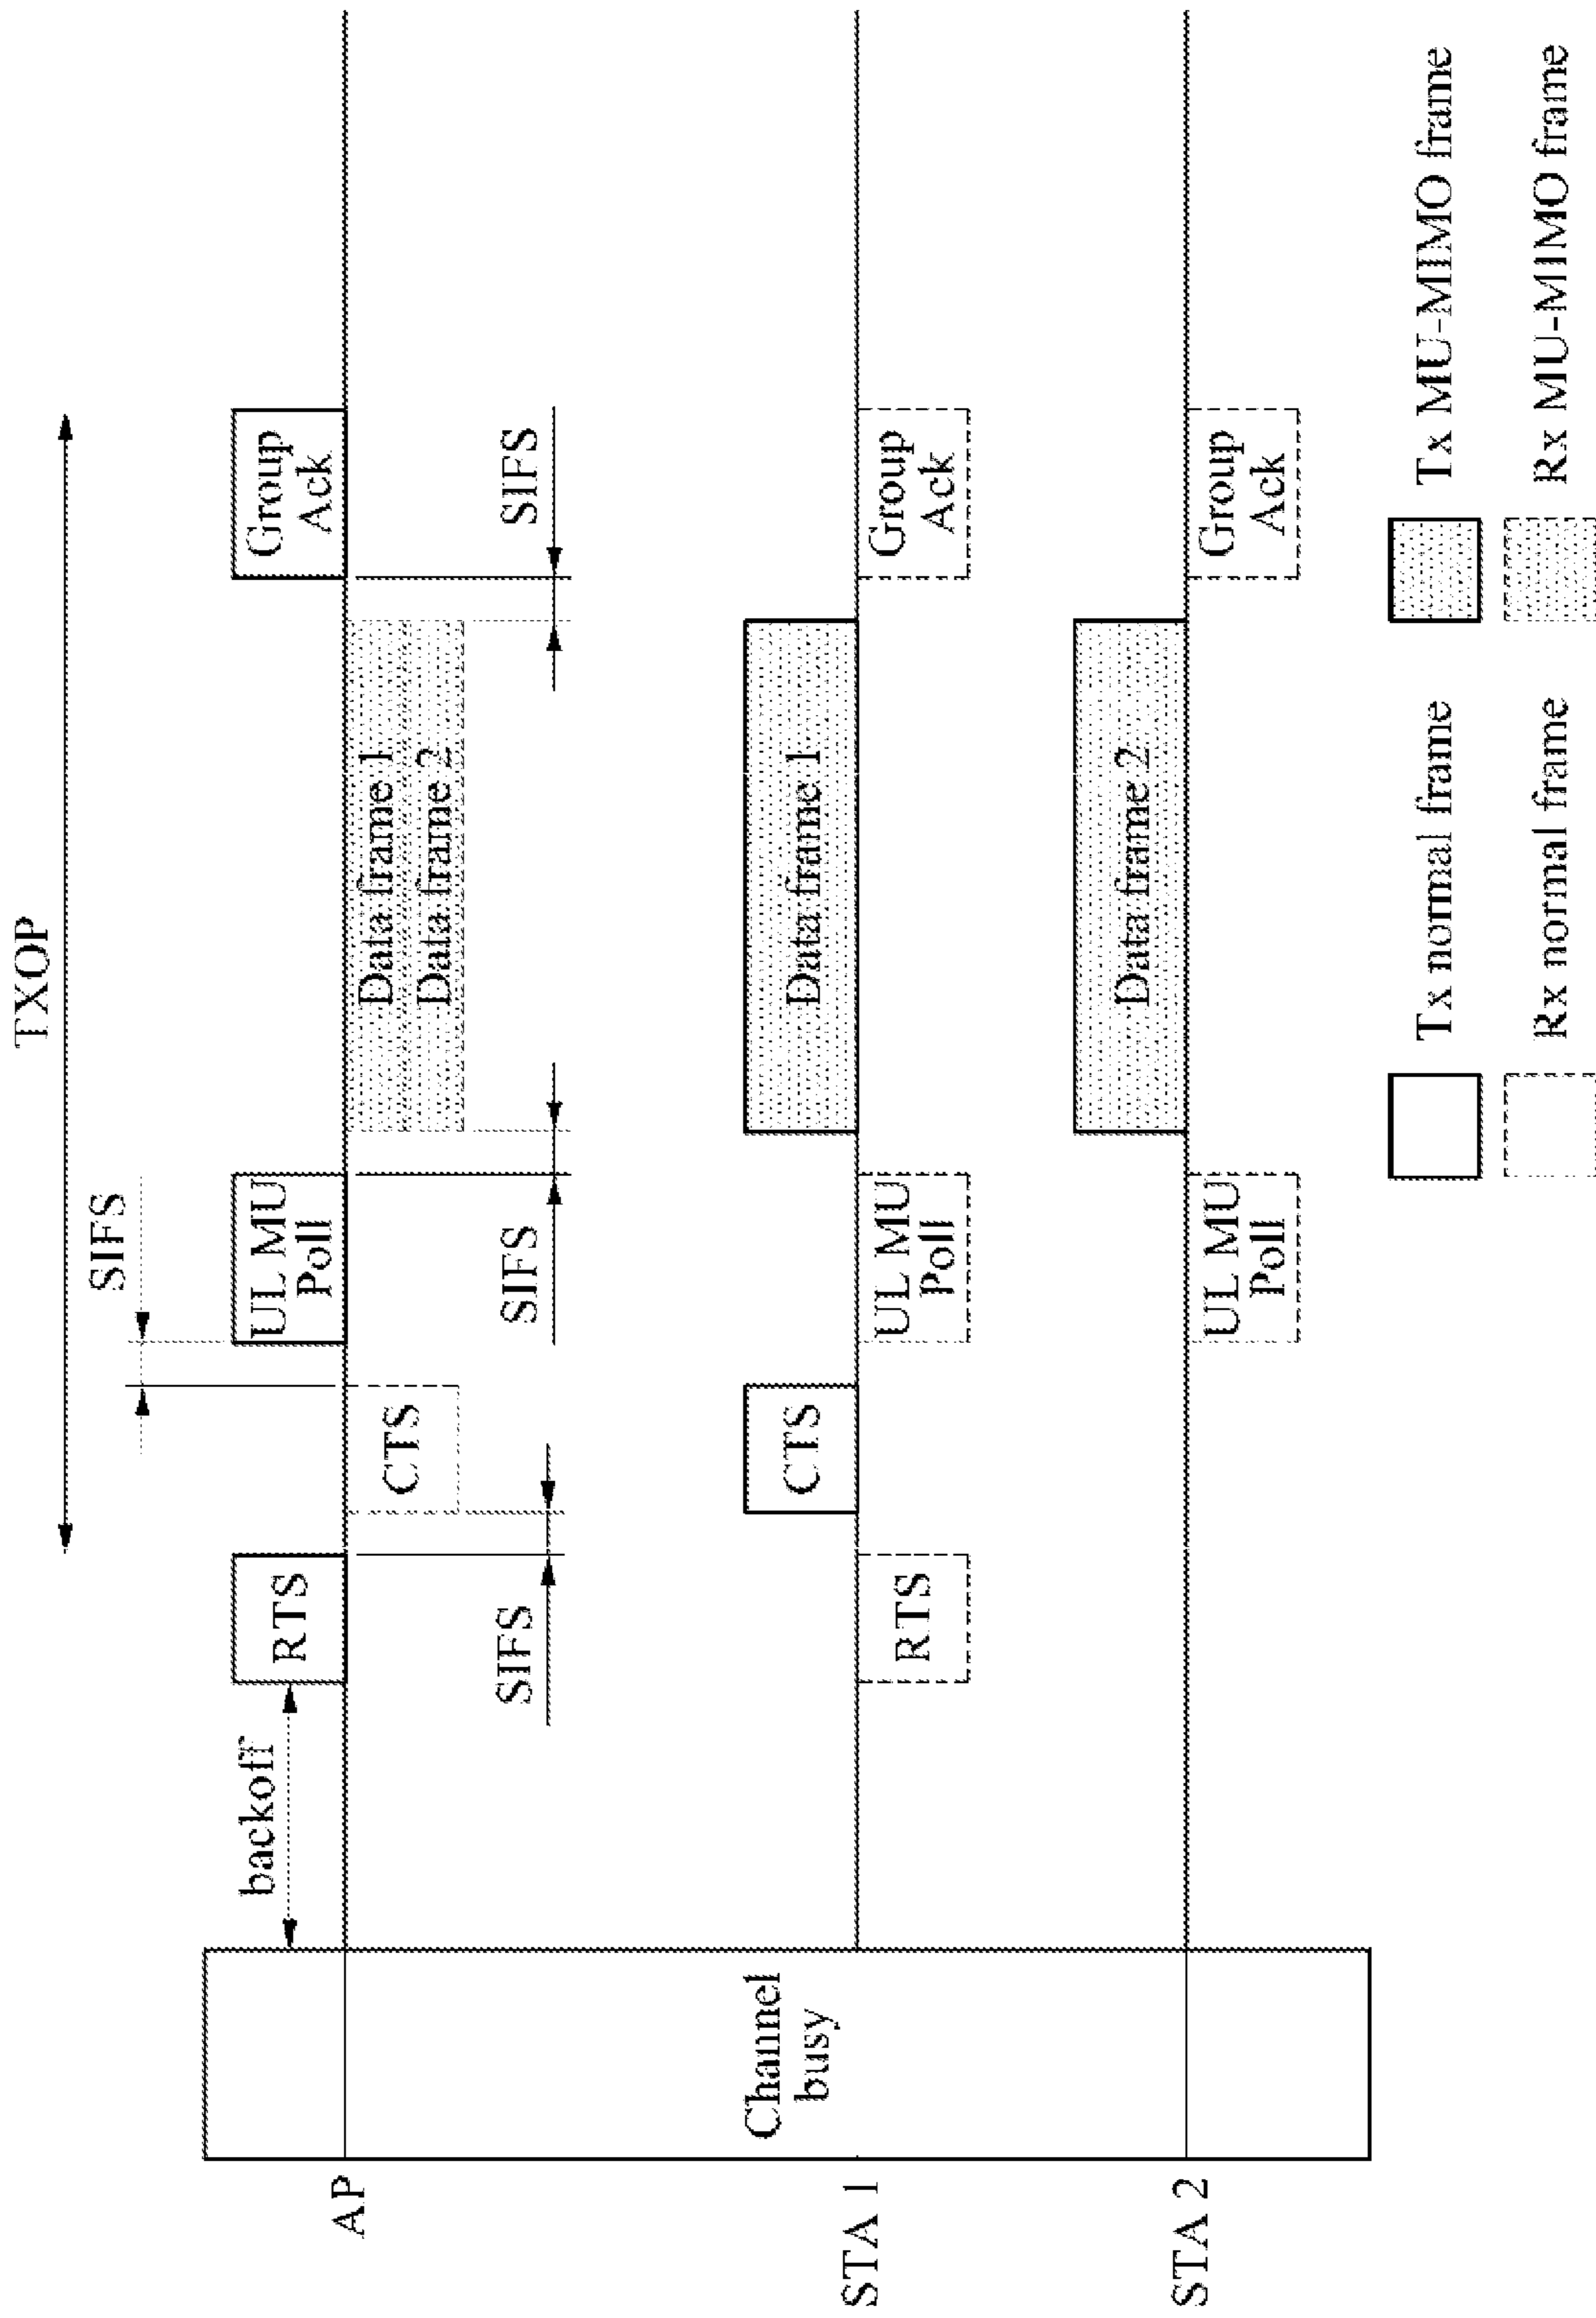 TXOP
SIFS
backoff
RTS
UL MU
Poll
Group
Ack
AP
CTS
Data frame 1
Data frame 2
SIFS
SIFS
SIFS
Channel
busy
CTS
Data frame 1
STA 1
RTS
UL MU
Poll
Group
Ack
Data frame 2
STA 2
UL MU
Poll
Group
Ack
Tx normal frame
Tx MU-MIMO frame
Rx normal frame
Rx MU-MIMO frame